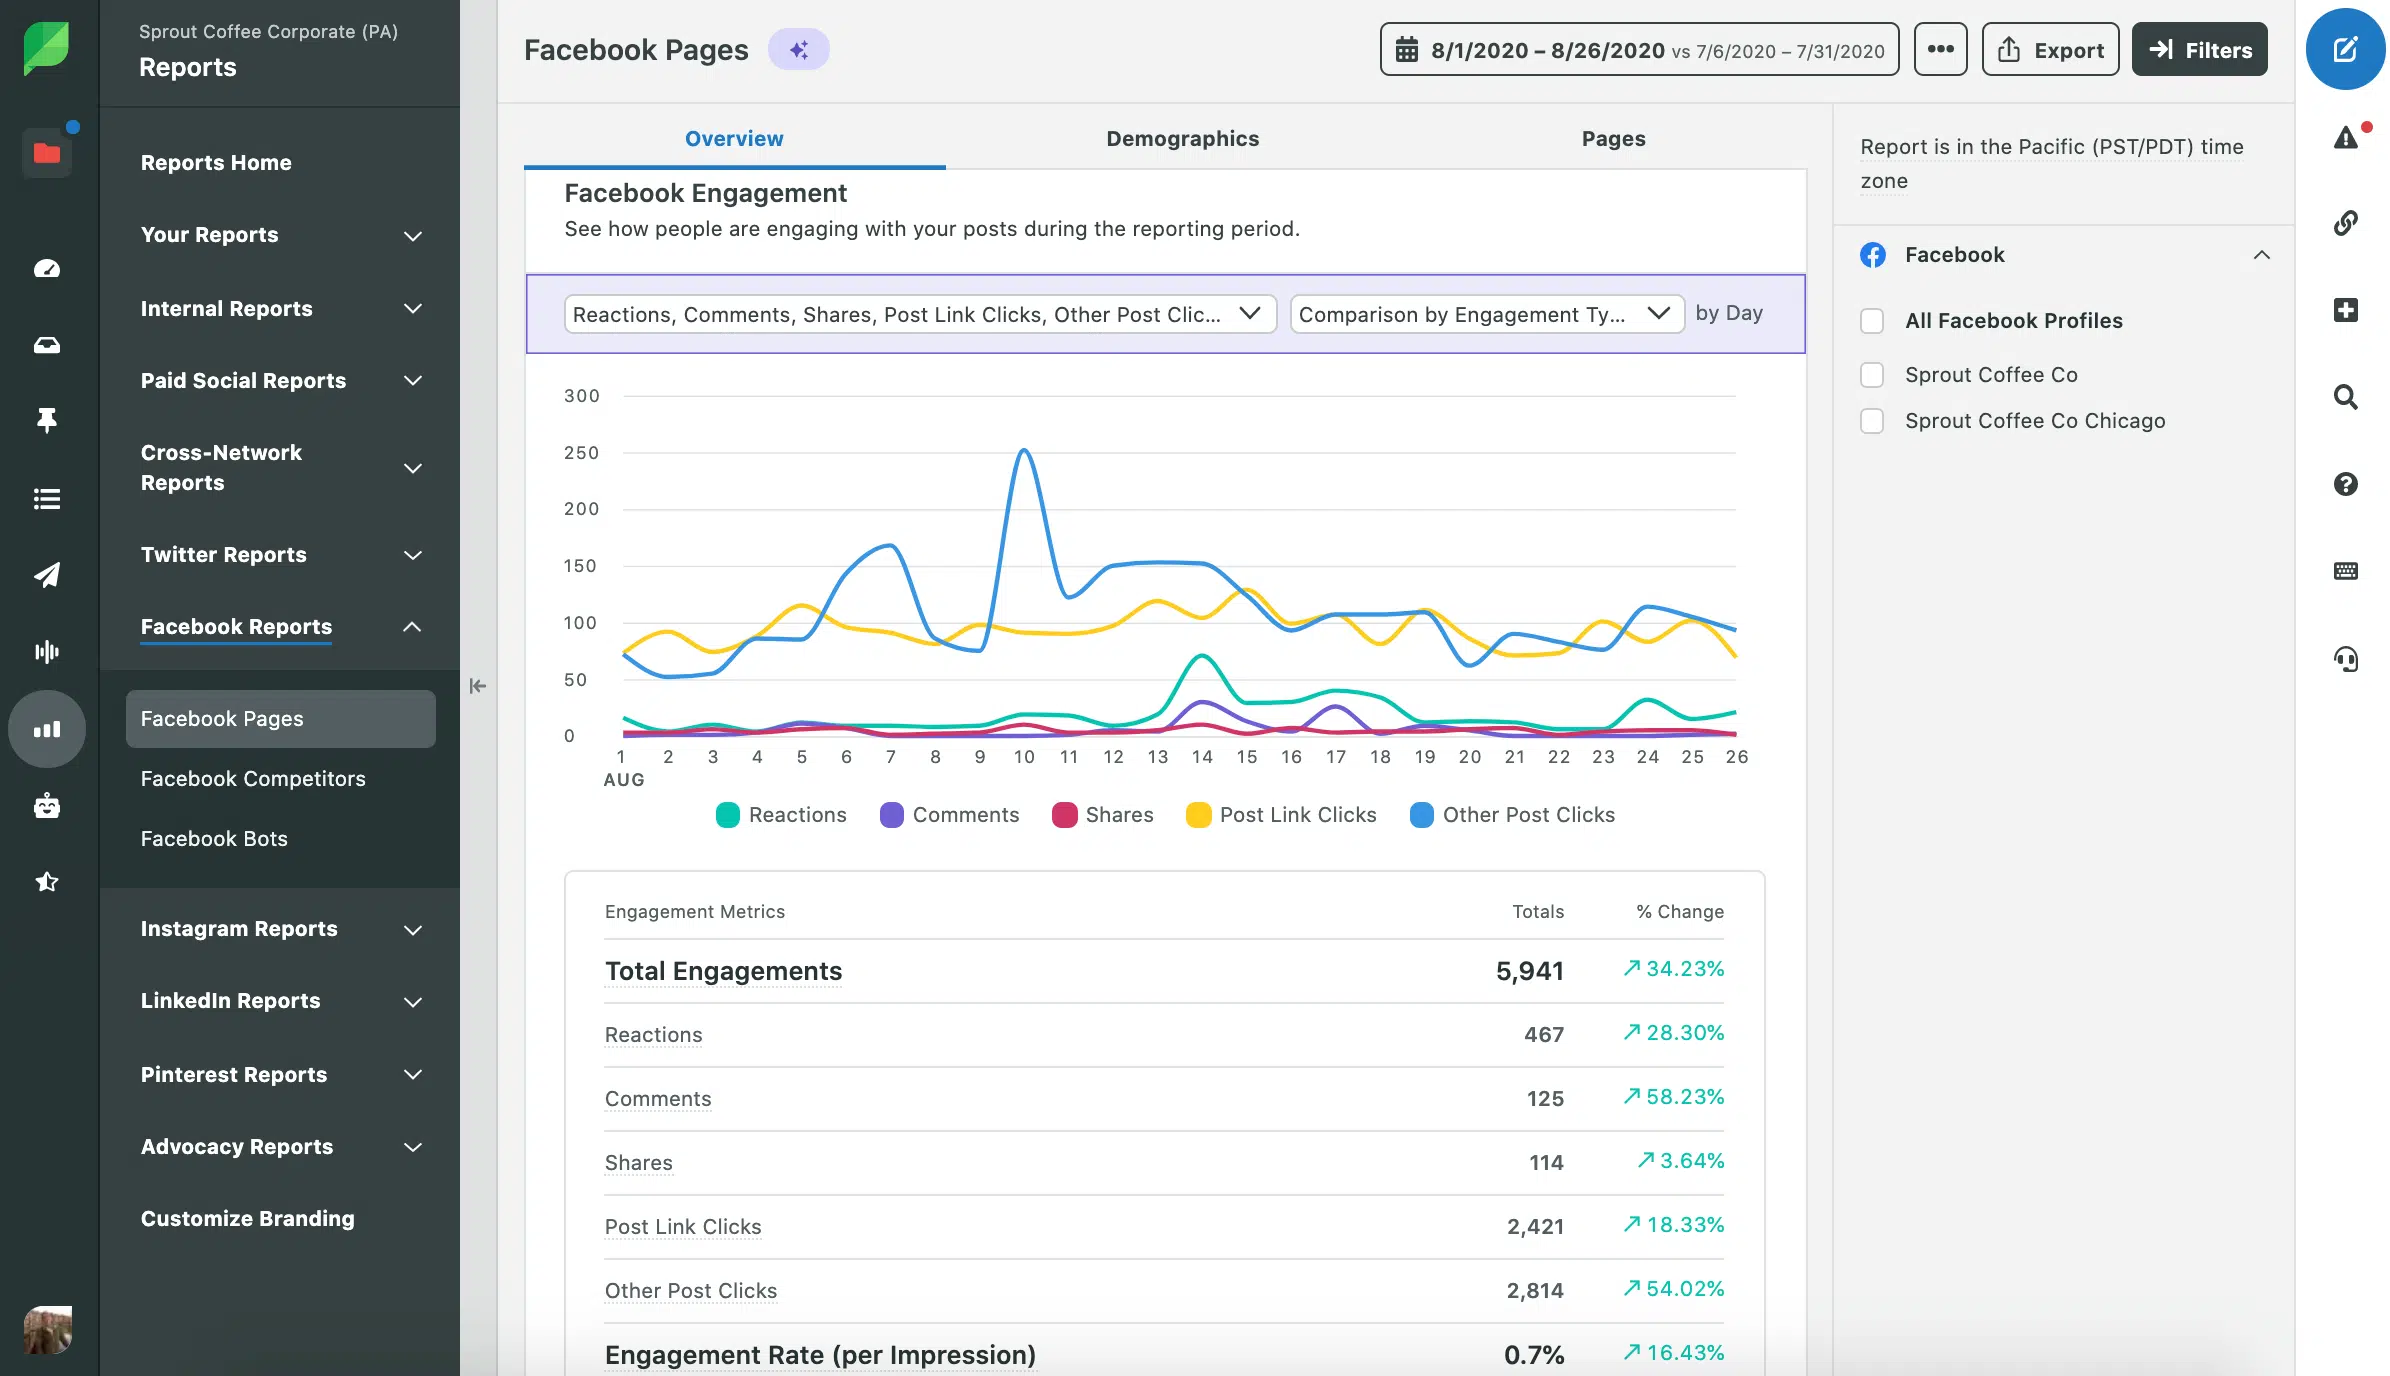 Sprout Coffee Corporate (PA)
Reports
Reports Home
Your Reports
Internal Reports
Paid Social Reports
Cross-Network
Reports
Twitter Reports
Facebook Reports
Facebook Pages
Facebook Competitors
Facebook Bots
Instagram Reports
LinkedIn Reports
Pinterest Reports
Advocacy Reports
Customize Branding
Facebook Pages
8/1/2020 – 8/26/2020 vs 7/6/2020 – 7/31/2020
Export
Filters
Overview Demographics Pages
Facebook Engagement
See how people are engaging with your posts during the reporting period.
Reactions, Comments, Shares, Post Link Clicks, Other Post Clic... Comparison by Engagement Ty... by Day
300
250
200
150
100
50
0
1 2 3 4 5 6 7 8 9 10 11 12 13 14 15 16 17 18 19 20 21 22 23 24 25 26
AUG
Reactions Comments Shares Post Link Clicks Other Post Clicks
Engagement Metrics Totals % Change
Total Engagements 5,941 34.23%
Reactions 467 28.30%
Comments 125 58.23%
Shares 114 3.64%
Post Link Clicks 2,421 18.33%
Other Post Clicks 2,814 54.02%
Engagement Rate (per Impression) 0.7% 16.43%
Report is in the Pacific (PST/PDT) time
zone
Facebook
All Facebook Profiles
Sprout Coffee Co
Sprout Coffee Co Chicago